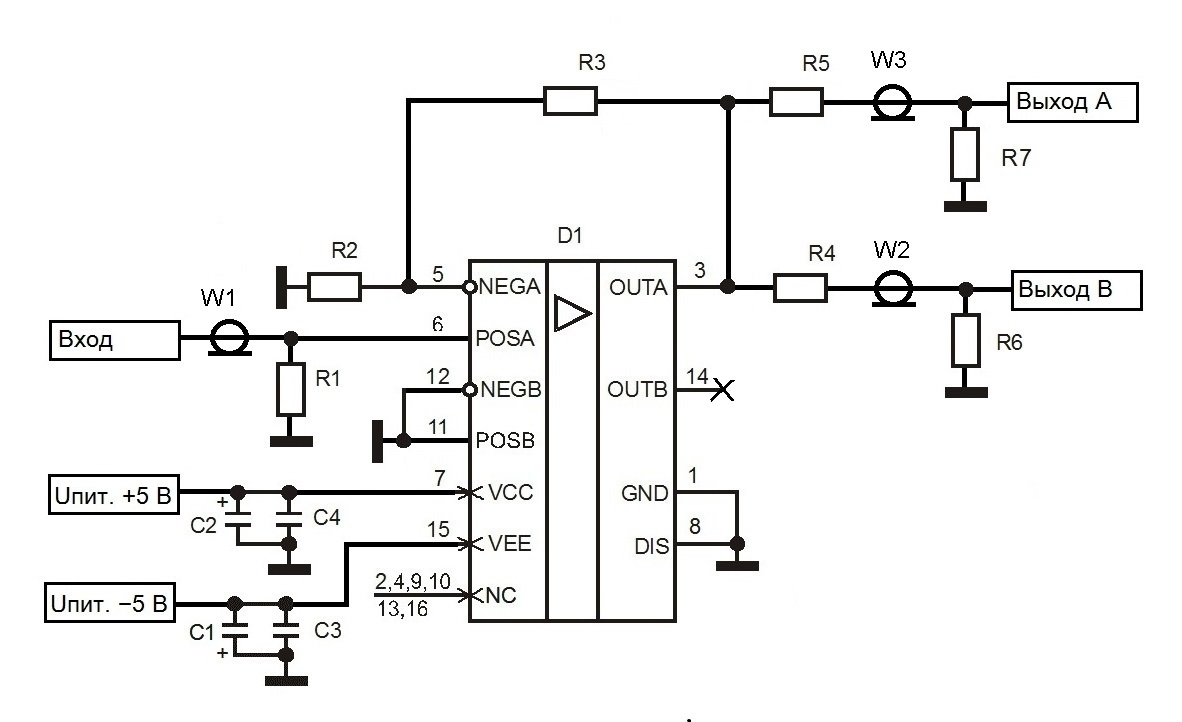 R3
R5
W3
Выход A
R7
D1
R2
5
NEGA
OUTA
3
R4
W2
Выход B
W1
Вход
6
POSA
R1
R6
12
NEGB
OUTB
14
11
POSB
Uпит. +5 В
+
C2
C4
7
VCC
GND
1
15
VEE
DIS
8
Uпит. −5 В
C1
+
C3
2,4,9,10
13,16
NC